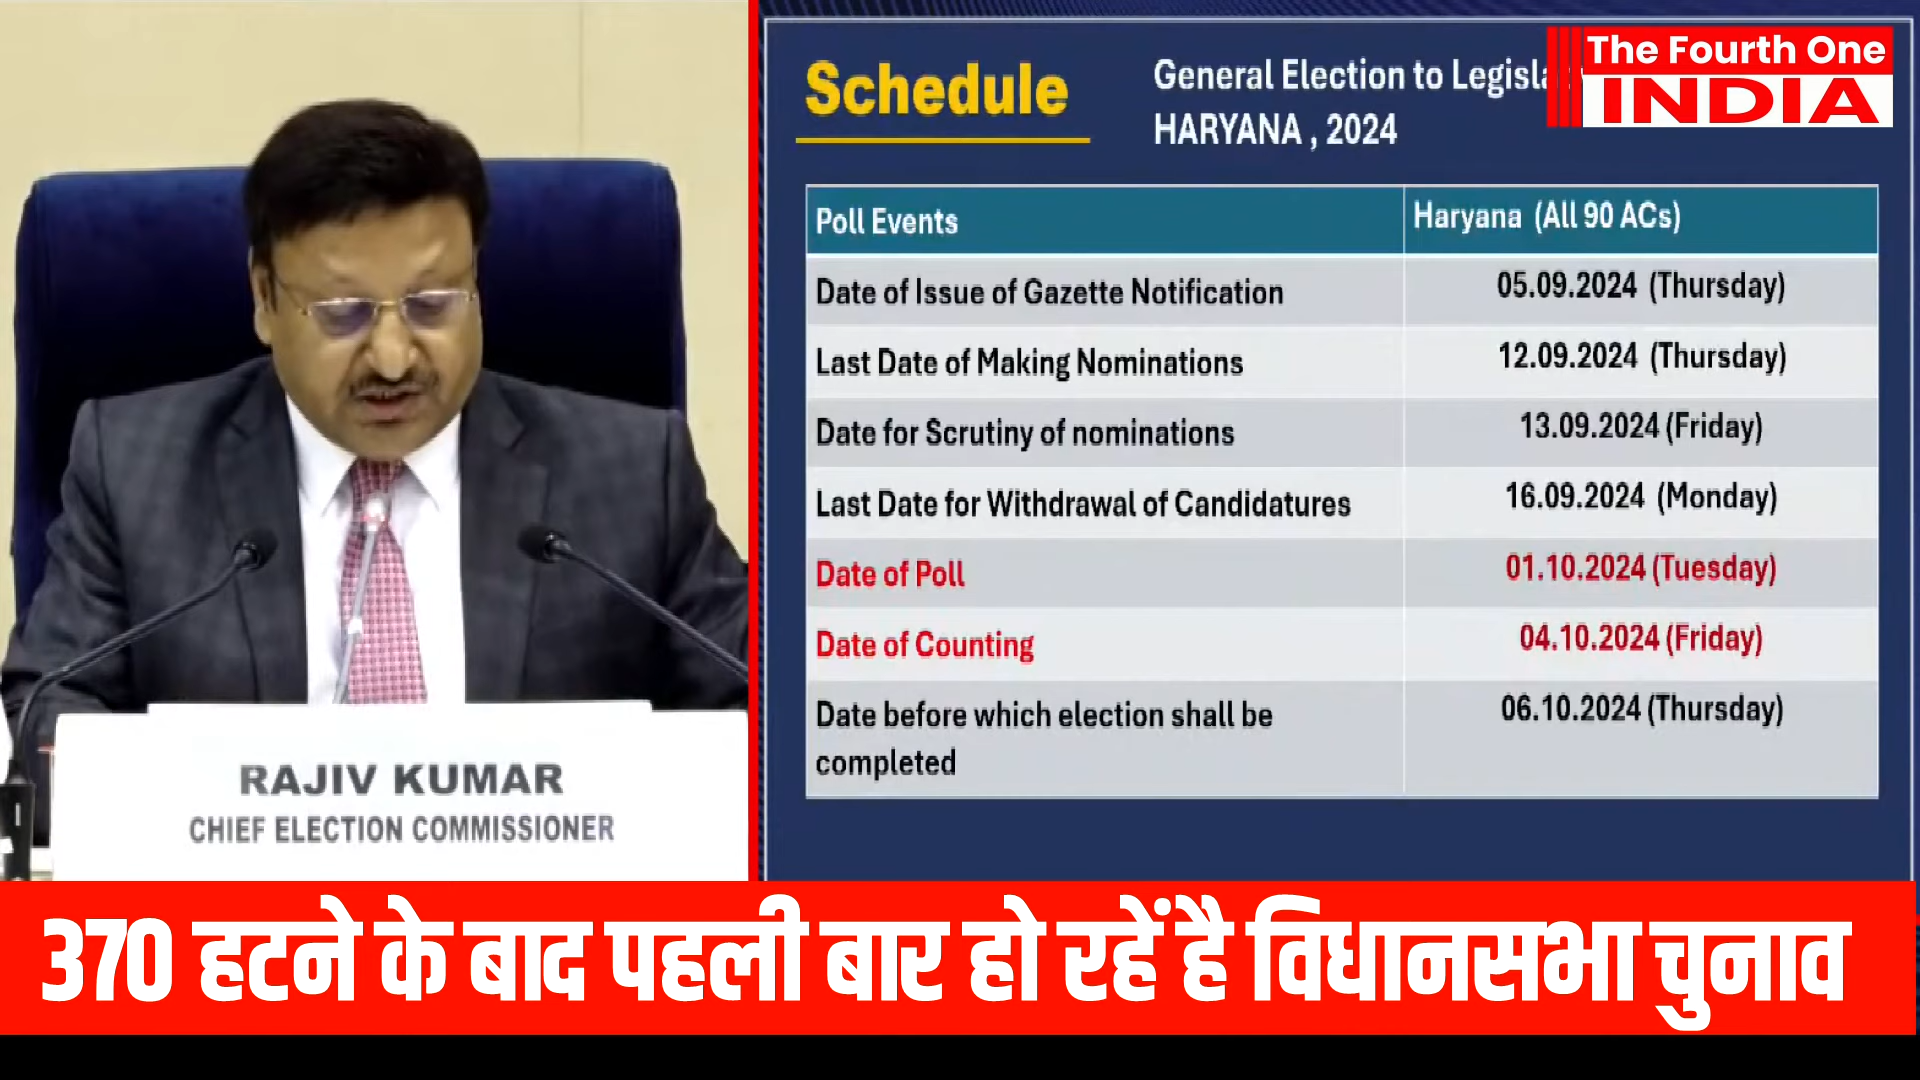 Schedule
General Election to Legisla
HARYANA , 2024
The Fourth One
INDIA
Poll Events
Haryana (All 90 ACs)
Date of Issue of Gazette Notification
05.09.2024 (Thursday)
Last Date of Making Nominations
12.09.2024 (Thursday)
Date for Scrutiny of nominations
13.09.2024 (Friday)
Last Date for Withdrawal of Candidatures
16.09.2024 (Monday)
Date of Poll
01.10.2024 (Tuesday)
Date of Counting
04.10.2024 (Friday)
Date before which election shall be
completed
06.10.2024 (Thursday)
RAJIV KUMAR
CHIEF ELECTION COMMISSIONER
370 हटने के बाद पहली बार हो रहें है विधानसभा चुनाव